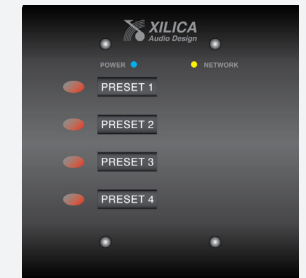 XILICA
Audio Design
POWER NETWORK
PRESET 1
PRESET 2
PRESET 3
PRESET 4